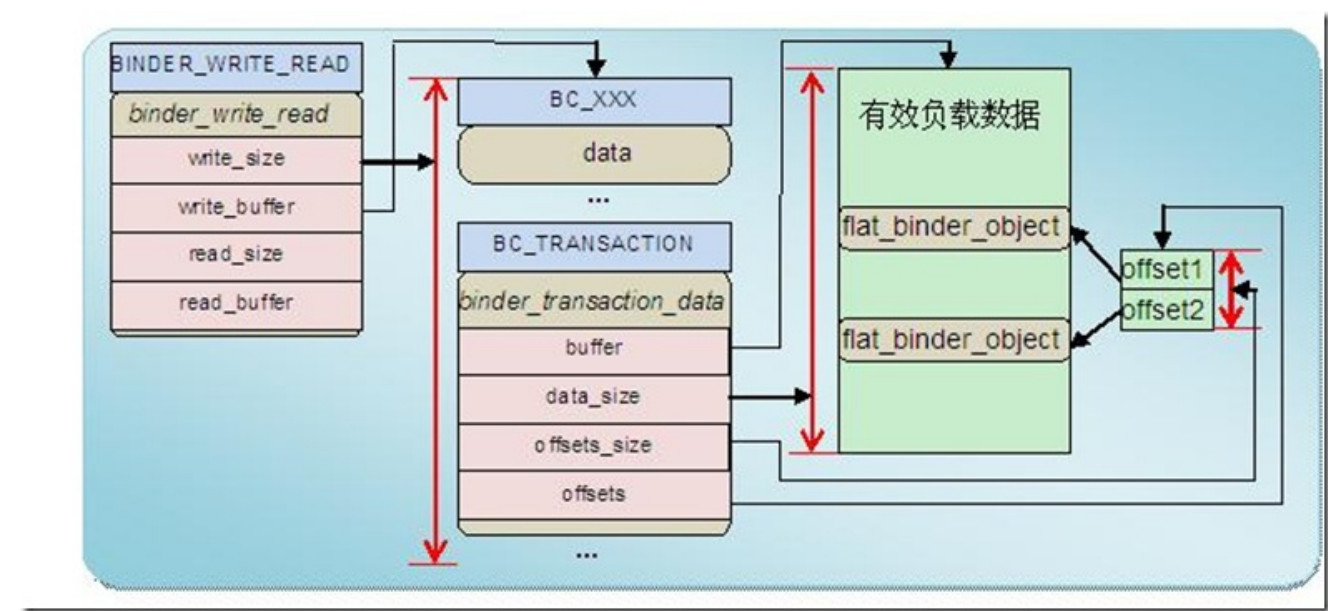 BINDER_WRITE_READ
binder_write_read
write_size
write_buffer
read_size
read_buffer
BC_XXX
data
...
BC_TRANSACTION
binder_transaction_data
buffer
data_size
offsets_size
offsets
...
有效负载数据
flat_binder_object
flat_binder_object
offset1
offset2